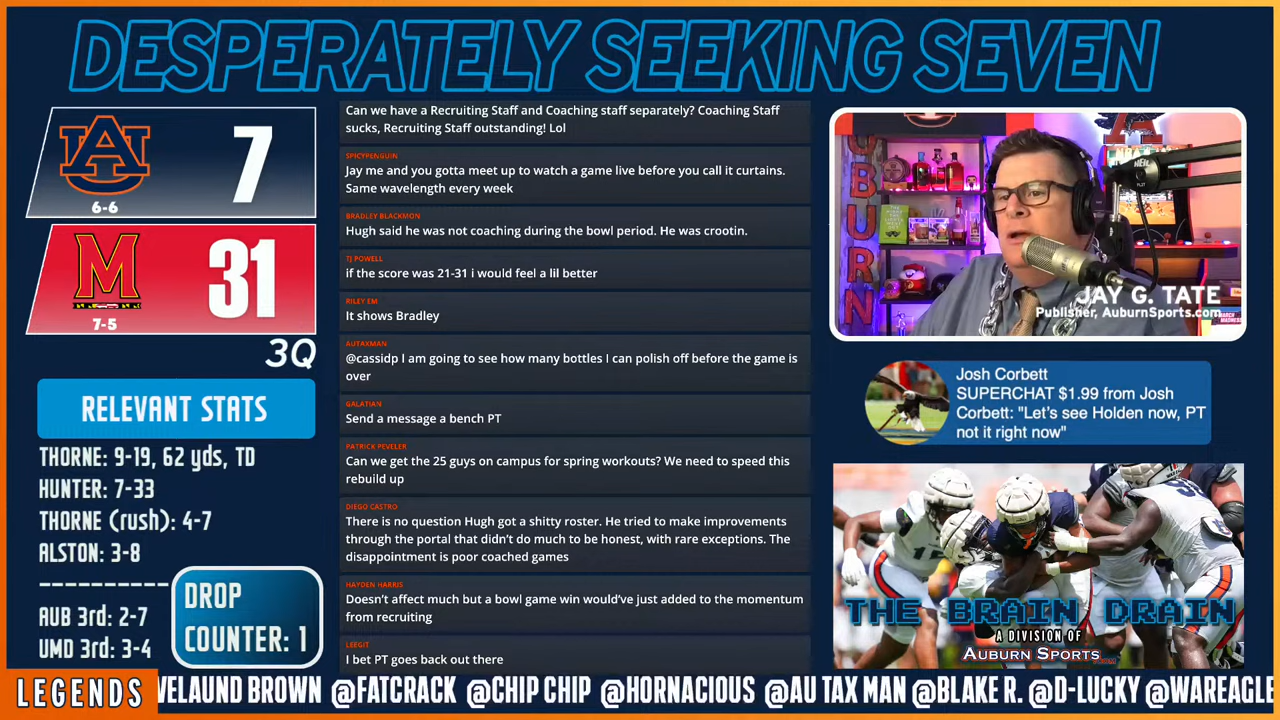 DESPERATELY SEEKING SEVEN
AU
7
6-6
M
31
7-5
3Q
RELEVANT STATS
THORNE: 9-19, 62 yds, TD
HUNTER: 7-33
THORNE (rush): 4-7
ALSTON: 3-8
AUB 3rd: 2-7
UMD 3rd: 3-4
DROP
COUNTER: 1
Can we have a Recruiting Staff and Coaching staff separately? Coaching Staff
sucks, Recruiting Staff outstanding! Lol
SPICYPENGUIN
Jay me and you gotta meet up to watch a game live before you call it curtains.
Same wavelength every week
BRADLEY BLACKMON
Hugh said he was not coaching during the bowl period. He was crootin.
TJ POWELL
if the score was 21-31 i would feel a lil better
RILEY EM
It shows Bradley
AUTAXMAN
@cassidp I am going to see how many bottles I can polish off before the game is
over
GALATIAN
Send a message a bench PT
PATRICK PEVELER
Can we get the 25 guys on campus for spring workouts? We need to speed this
rebuild up
DIEGO CASTRO
There is no question Hugh got a shitty roster. He tried to make improvements
through the portal that didn't do much to be honest, with rare exceptions. The
disappointment is poor coached games
HAYDEN HARRIS
Doesn't affect much but a bowl game win would've just added to the momentum
from recruiting
LEEGIT
I bet PT goes back out there
UBURN
JAY G. TATE
Publisher, AuburnSports.com
Josh Corbett
SUPERCHAT $1.99 from Josh
Corbett: "Let's see Holden now, PT
not it right now"
THE BRAIN DRAIN
A DIVISION OF
AUBURN SPORTS
LEGENDS
VELAUND BROWN @FATCRACK @CHIP CHIP @HORNACIOUS @AU TAX MAN @BLAKE R. @D-LUCKY @WAREAGLE